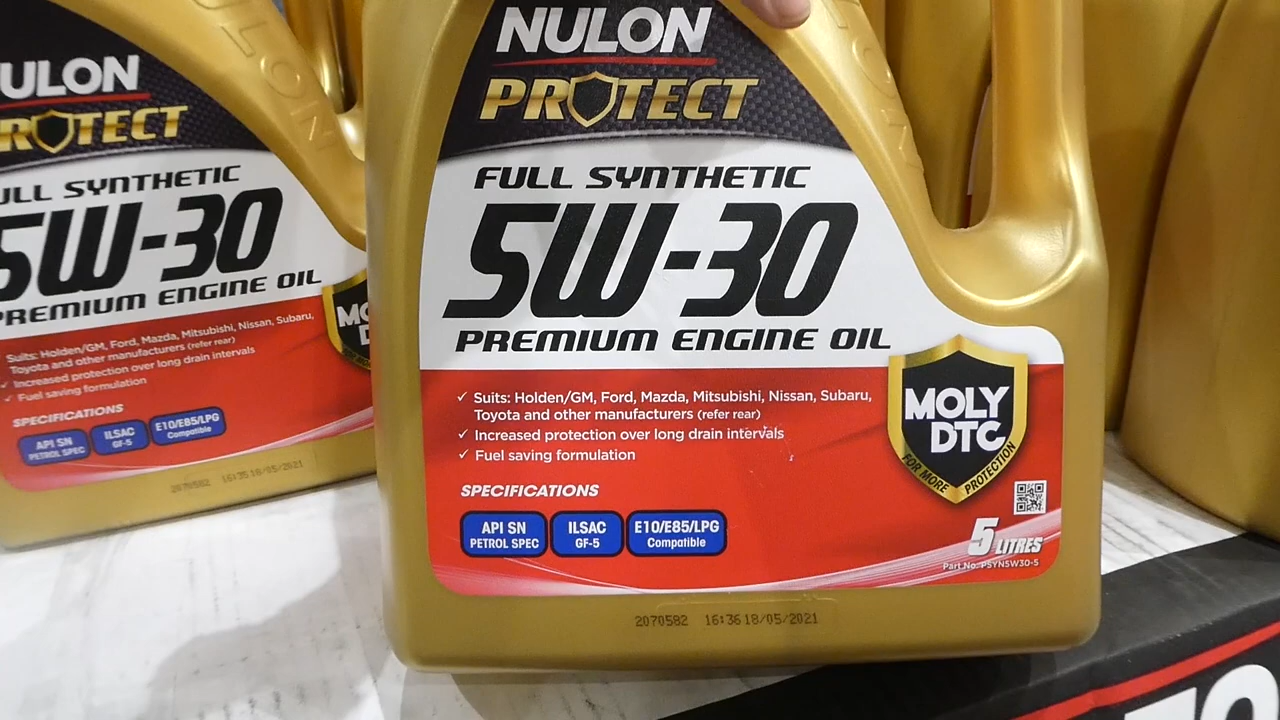 NULON
PROTECT
FULL SYNTHETIC
5W-30
PREMIUM ENGINE OIL
✓ Suits: Holden/GM, Ford, Mazda, Mitsubishi, Nissan, Subaru,
Toyota and other manufacturers (refer rear)
✓ Increased protection over long drain intervals
✓ Fuel saving formulation
SPECIFICATIONS
API SN
PETROL SPEC
ILSAC
GF-5
E10/E85/LPG
Compatible
MOLY
DTC
FOR MORE PROTECTION
5 LITRES
Part No: PSYN5W30-5
2070582 16:36 18/05/2021
ULON
ROTECT
ULL SYNTHETIC
5W-30
PREMIUM ENGINE OIL
Suits: Holden/GM, Ford, Mazda, Mitsubishi, Nissan, Subaru,
Toyota and other manufacturers (refer rear)
✓ Increased protection over long drain intervals
✓ Fuel saving formulation
SPECIFICATIONS
API SN
PETROL SPEC
ILSAC
GF-5
E10/E85/LPG
Compatible
MO
D
2070582 16:35 18/05/2021
ULON